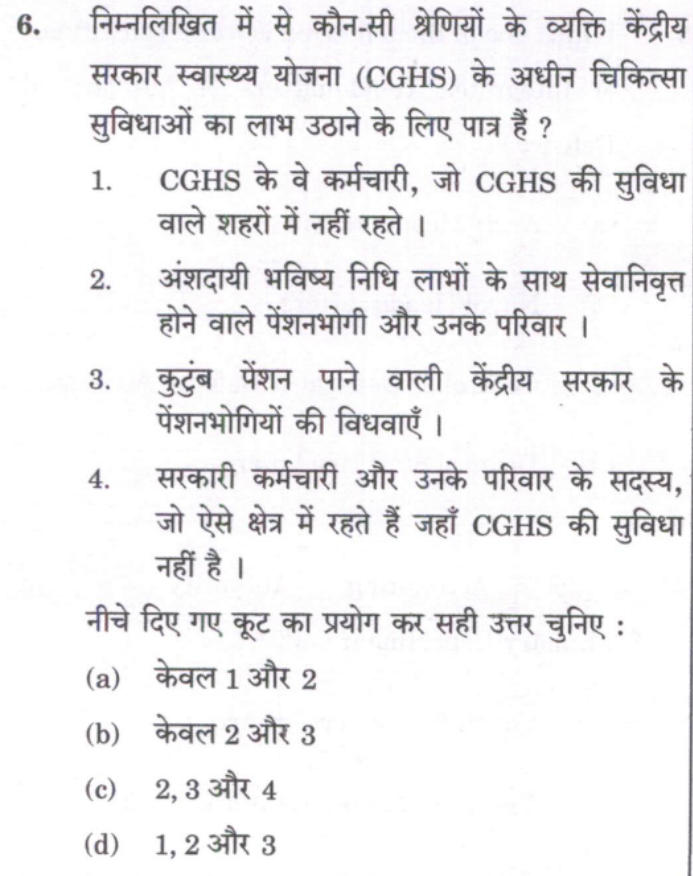 6. निम्नलिखित में से कौन-सी श्रेणियों के व्यक्ति केंद्रीय
सरकार स्वास्थ्य योजना (CGHS) के अधीन चिकित्सा
सुविधाओं का लाभ उठाने के लिए पात्र हैं ?
1. CGHS के वे कर्मचारी, जो CGHS की सुविधा
वाले शहरों में नहीं रहते ।
2. अंशदायी भविष्य निधि लाभों के साथ सेवानिवृत्त
होने वाले पेंशनभोगी और उनके परिवार ।
3. कुटुंब पेंशन पाने वाली केंद्रीय सरकार के
पेंशनभोगियों की विधवाएँ ।
4. सरकारी कर्मचारी और उनके परिवार के सदस्य,
जो ऐसे क्षेत्र में रहते हैं जहाँ CGHS की सुविधा
नहीं है ।
नीचे दिए गए कूट का प्रयोग कर सही उत्तर चुनिए :
(a) केवल 1 और 2
(b) केवल 2 और 3
(c) 2, 3 और 4
(d) 1, 2 और 3